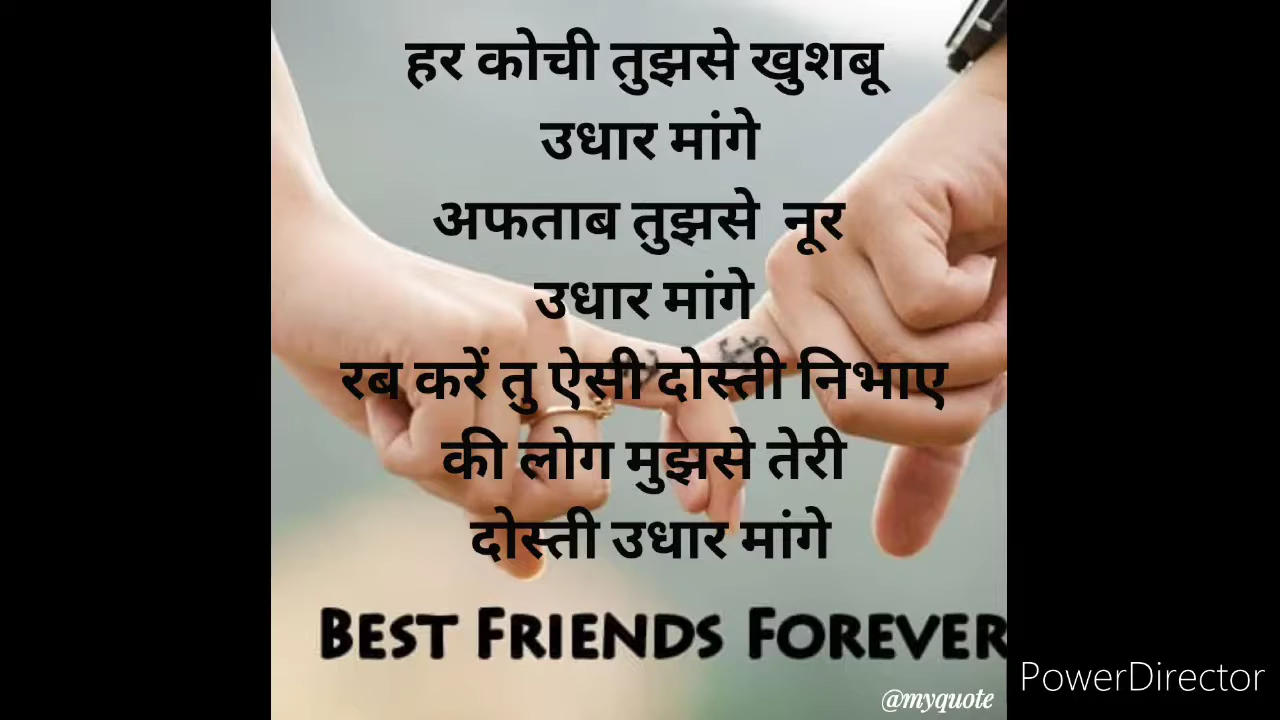 हर कोची तुझसे खुशबू
उधार मांगे
अफताब तुझसे नूर
उधार मांगे
रब करें तु ऐसी दोस्ती निभाए
की लोग मुझसे तेरी
दोस्ती उधार मांगे
BEST FRIENDS FOREVER
@myquote
PowerDirector